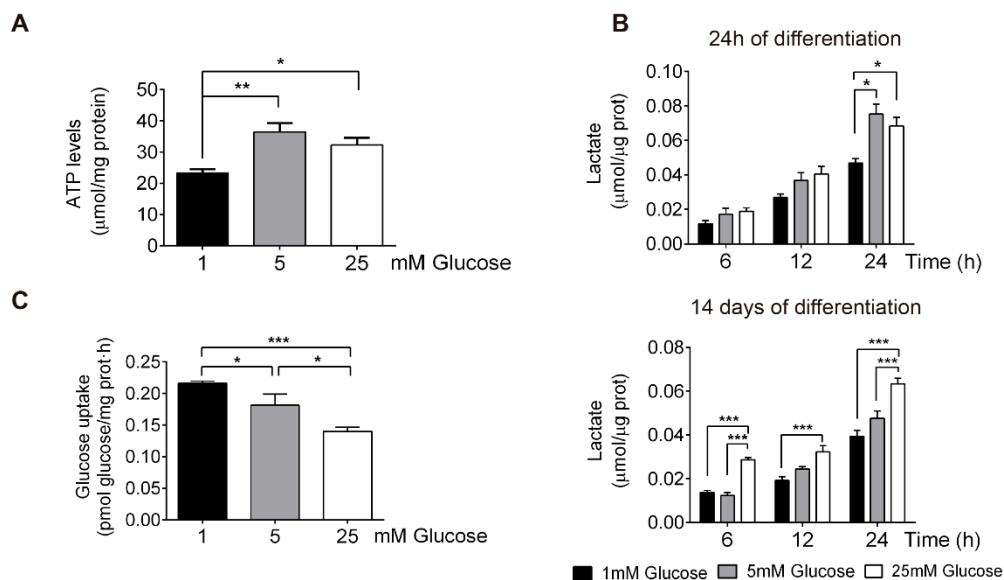 A
ATP levels
(μmol/mg protein)
50
40
30
20
10
0
*
**
1 5 25 mM Glucose
B
24h of differentiation
Lactate
(μmol/μg prot)
0.10
0.08
0.06
0.04
0.02
0.00
*
*
6 12 24 Time (h)
C
Glucose uptake
(pmol glucose/mg prot·h)
0.25
0.20
0.15
0.10
0.05
0.00
***
* *
1 5 25 mM Glucose
14 days of differentiation
Lactate
(μmol/μg prot)
0.08
0.06
0.04
0.02
0.00
***
***
***
***
***
6 12 24 Time (h)
1mM Glucose 5mM Glucose 25mM Glucose